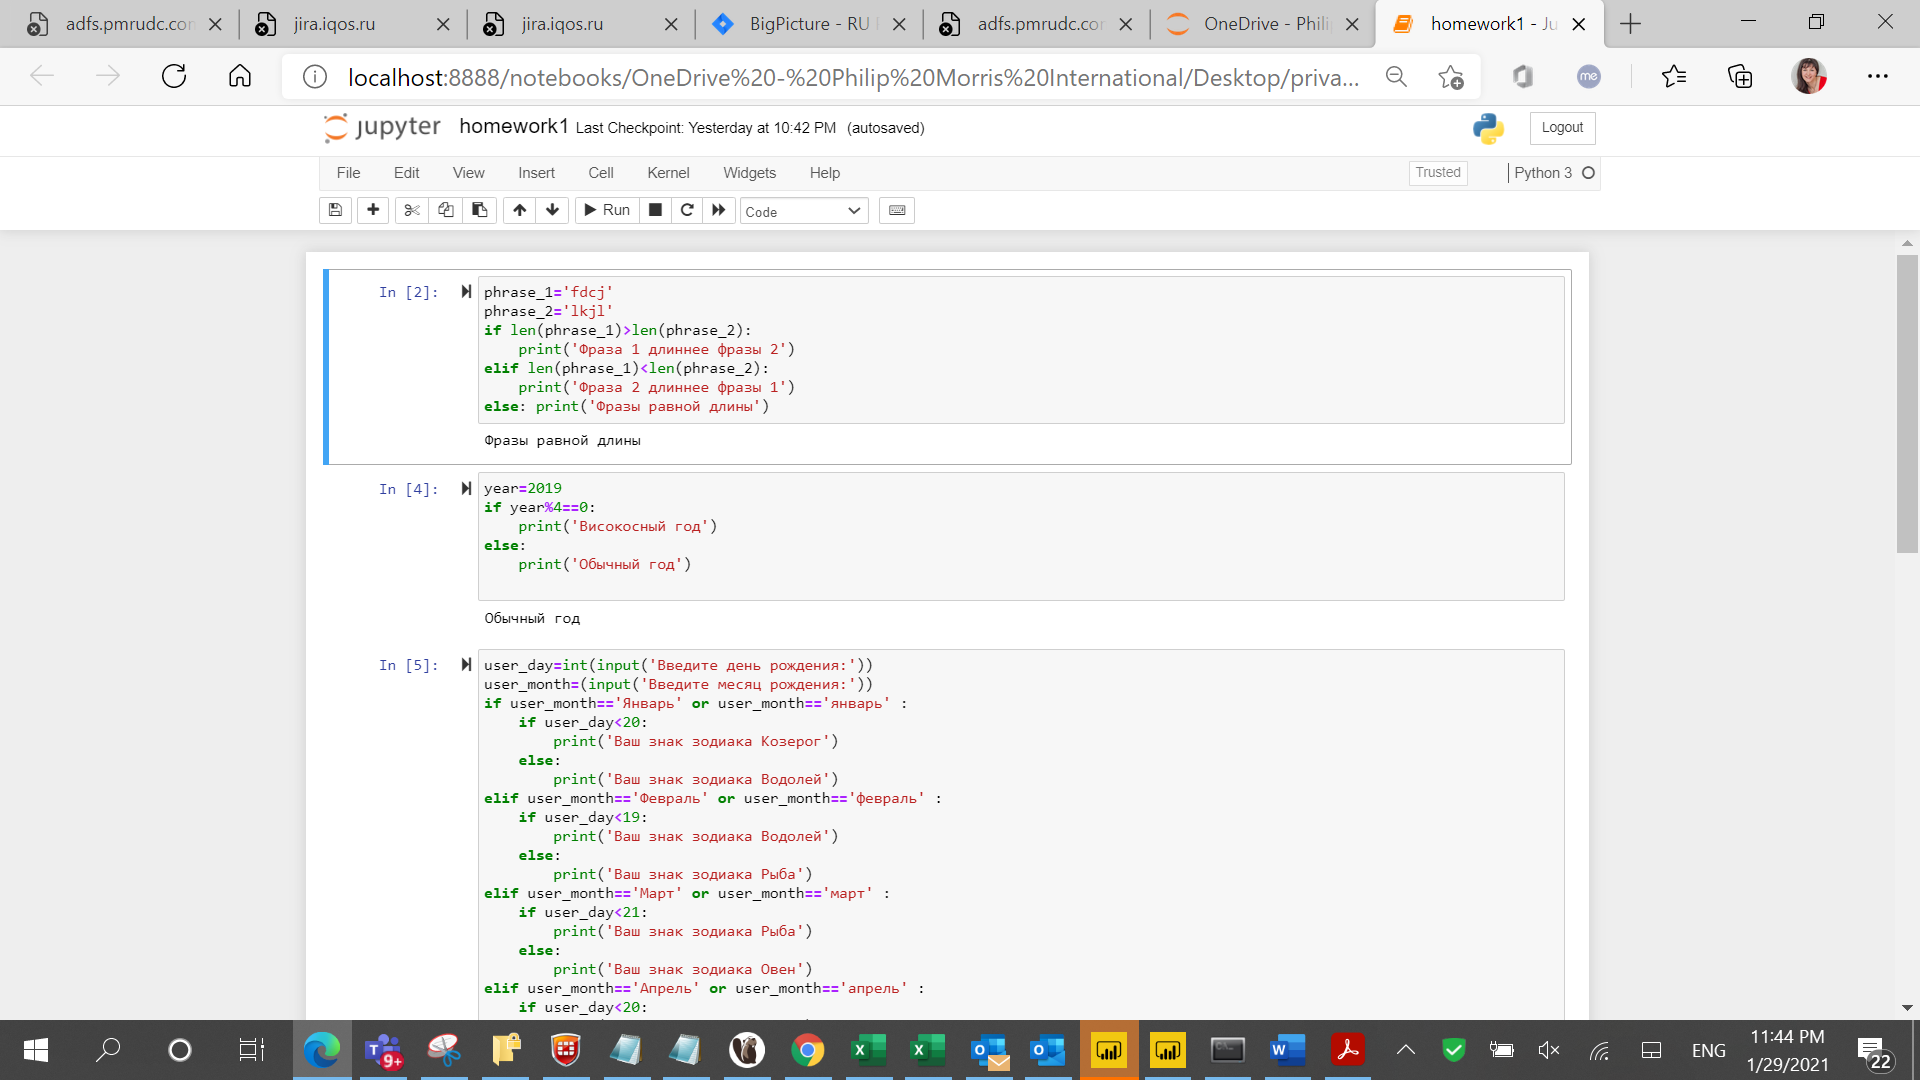 adfs.pmrudc.con
jira.iqos.ru
jira.iqos.ru
BigPicture - RU
adfs.pmrudc.cor
OneDrive - Phili
homework1 - Ju
localhost:8888/notebooks/OneDrive%20-%20Philip%20Morris%20International/Desktop/priva...
me
jupyter homework1 Last Checkpoint: Yesterday at 10:42 PM (autosaved)
Logout
File Edit View Insert Cell Kernel Widgets Help
Trusted
Python 3
Run
Code
In [2]:
phrase_1='fdcj'
phrase_2='lkjl'
if len(phrase_1)>len(phrase_2):
    print('Фраза 1 длиннее фразы 2')
elif len(phrase_1)<len(phrase_2):
    print('Фраза 2 длиннее фразы 1')
else: print('Фразы равной длины')
Фразы равной длины
In [4]:
year=2019
if year%4==0:
    print('Високосный год')
else:
    print('Обычный год')
Обычный год
In [5]:
user_day=int(input('Введите день рождения:'))
user_month=(input('Введите месяц рождения:'))
if user_month=='Январь' or user_month=='январь' :
    if user_day<20:
        print('Ваш знак зодиака Козерог')
    else:
        print('Ваш знак зодиака Водолей')
elif user_month=='Февраль' or user_month=='февраль' :
    if user_day<19:
        print('Ваш знак зодиака Водолей')
    else:
        print('Ваш знак зодиака Рыба')
elif user_month=='Март' or user_month=='март' :
    if user_day<21:
        print('Ваш знак зодиака Рыба')
    else:
        print('Ваш знак зодиака Овен')
elif user_month=='Апрель' or user_month=='апрель' :
    if user_day<20:
9+
ENG
11:44 PM
1/29/2021
22